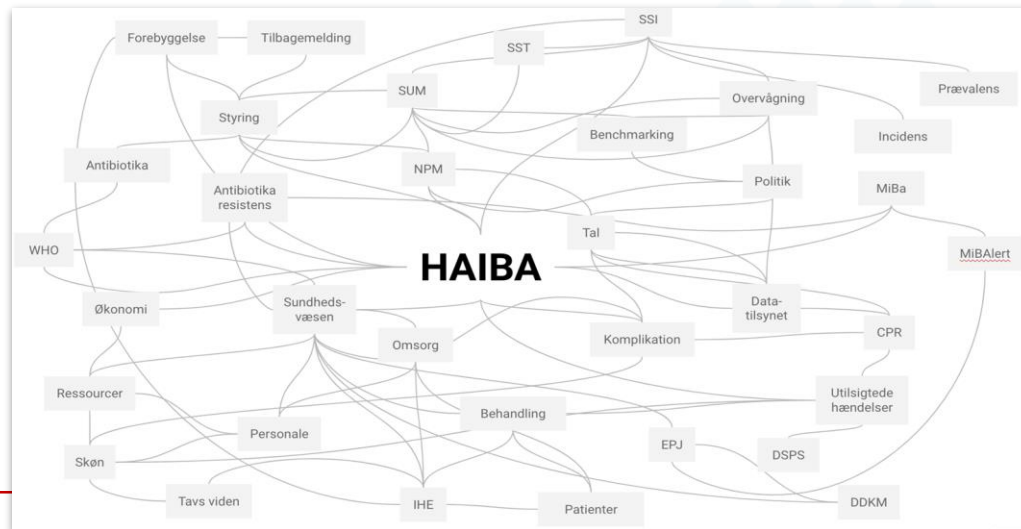 SSI
Forebyggelse
Tilbagemelding
SST
Prævalens
SUM
Overvågning
Styring
Benchmarking
Incidens
Antibiotika
NPM
Politik
MiBa
Antibiotika
resistens
Tal
WHO
MiBAlert
HAIBA
Økonomi
Sundheds-
væsen
Data-
tilsynet
Omsorg
Komplikation
CPR
Ressourcer
Utilsigtede
hændelser
Behandling
Personale
EPJ
DSPS
Skøn
Tavs viden
IHE
Patienter
DDKM